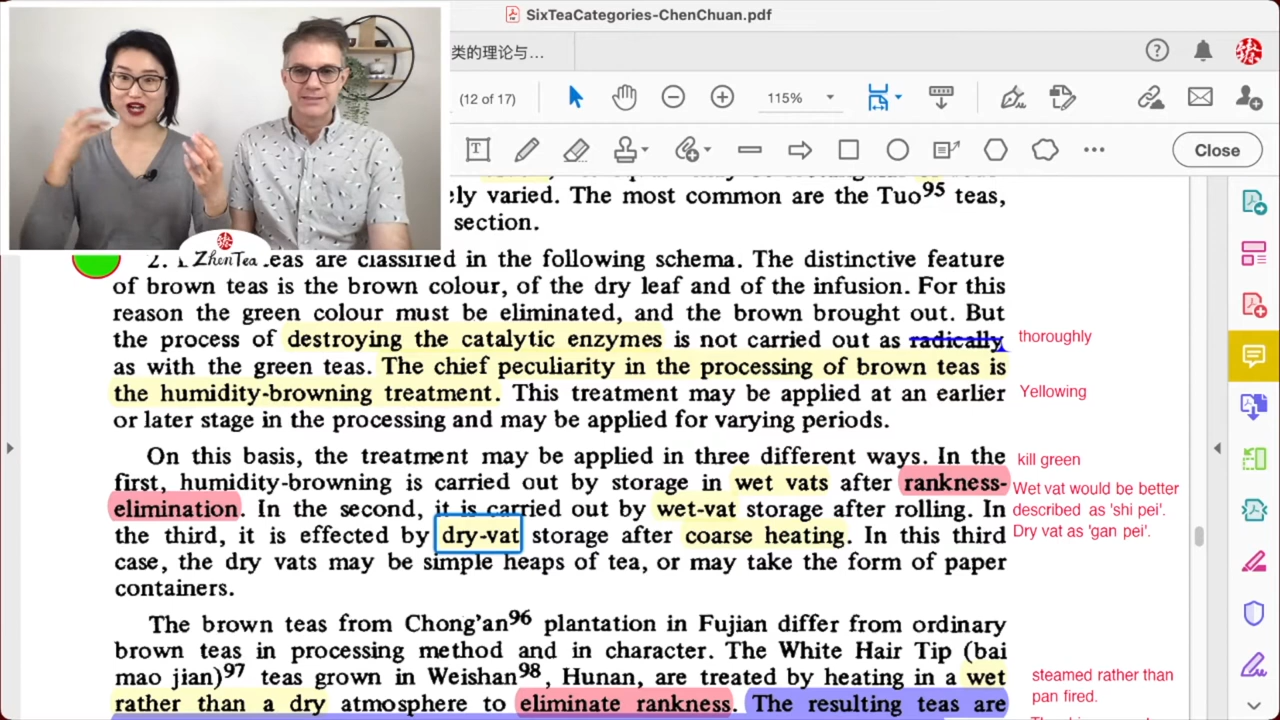 SixTeaCategories-ChenChuan.pdf
类的理论与...
(12 of 17)
115%
Close
ely varied. The most common are the Tuo95 teas,
section.
ZhenTea
2. eas are classified in the following schema. The distinctive feature
of brown teas is the brown colour, of the dry leaf and of the infusion. For this
reason the green colour must be eliminated, and the brown brought out. But
the process of destroying the catalytic enzymes is not carried out as radically
thoroughly
as with the green teas. The chief peculiarity in the processing of brown teas is
the humidity-browning treatment. This treatment may be applied at an earlier
Yellowing
or later stage in the processing and may be applied for varying periods.
On this basis, the treatment may be applied in three different ways. In the
kill green
first, humidity-browning is carried out by storage in wet vats after rankness-
elimination. In the second, it is carried out by wet-vat storage after rolling. In
the third, it is effected by dry-vat storage after coarse heating. In this third
Wet vat would be better
described as 'shi pei'.
Dry vat as 'gan pei'.
case, the dry vats may be simple heaps of tea, or may take the form of paper
containers.
The brown teas from Chong'an96 plantation in Fujian differ from ordinary
brown teas in processing method and in character. The White Hair Tip (bai
mao jian)97 teas grown in Weishan98, Hunan, are treated by heating in a wet
rather than a dry atmosphere to eliminate rankness. The resulting teas are
steamed rather than
pan fired.